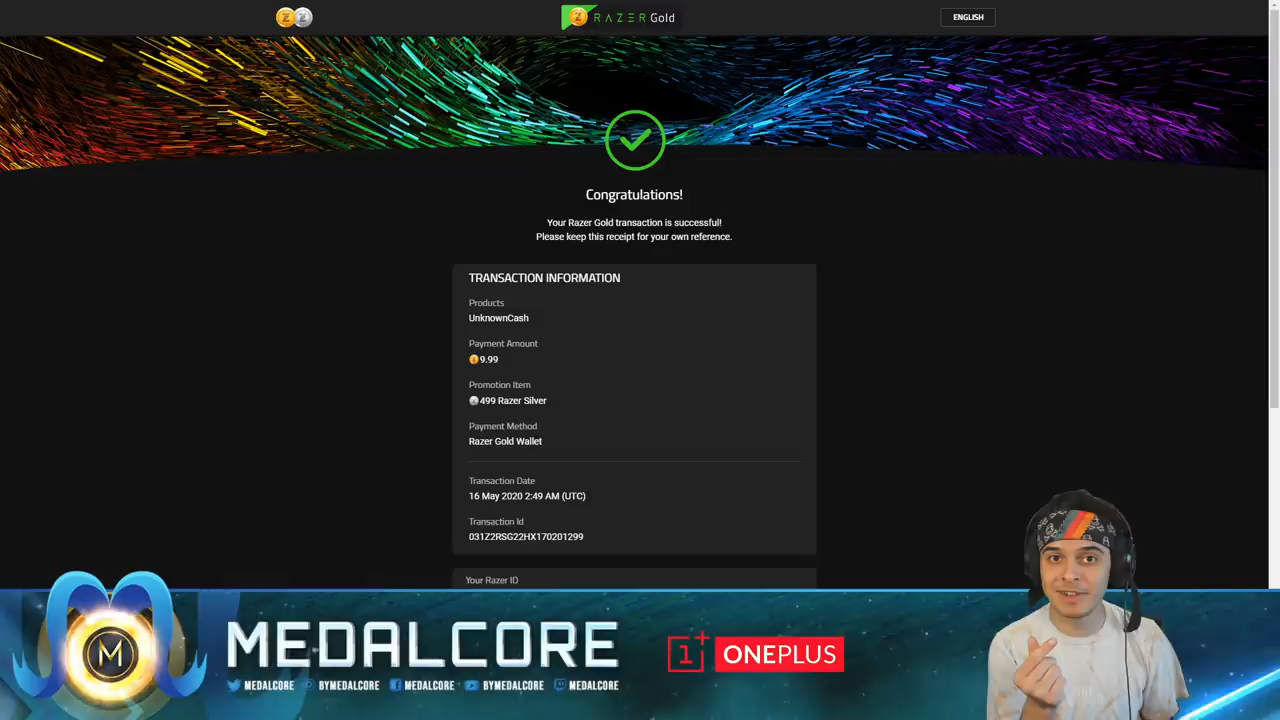 RAZER Gold
ENGLISH
Congratulations!
Your Razer Gold transaction is successful!
Please keep this receipt for your own reference.
TRANSACTION INFORMATION
Products
UnknownCash
Payment Amount
9.99
Promotion Item
499 Razer Silver
Payment Method
Razer Gold Wallet
Transaction Date
16 May 2020 2:49 AM (UTC)
Transaction Id
031Z2RSG22HX170201299
Your Razer ID
M
MEDALCORE
1+ ONEPLUS
MEDALCORE BYMEDALCORE MEDALCORE BYMEDALCORE MEDALCORE